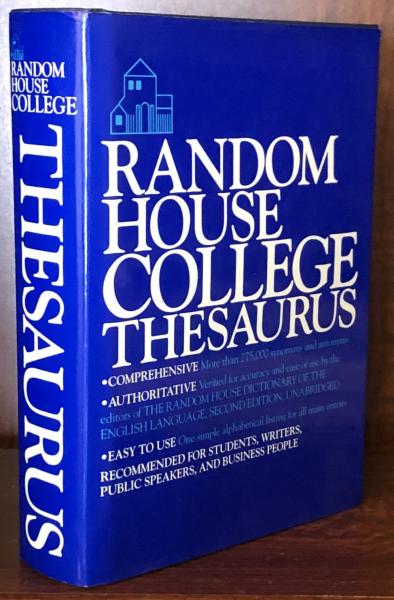 RANDOM
HOUSE
COLLEGE
THESAURUS
RANDOM
HOUSE
COLLEGE
THESAURUS
•COMPREHENSIVE More than 275,000 synonyms and antonyms
•AUTHORITATIVE Verified for accuracy and ease of use by the
editors of THE RANDOM HOUSE DICTIONARY OF THE
ENGLISH LANGUAGE, SECOND EDITION, UNABRIDGED
•EASY TO USE One simple alphabetical listing for all main entries
RECOMMENDED FOR STUDENTS, WRITERS,
PUBLIC SPEAKERS, AND BUSINESS PEOPLE